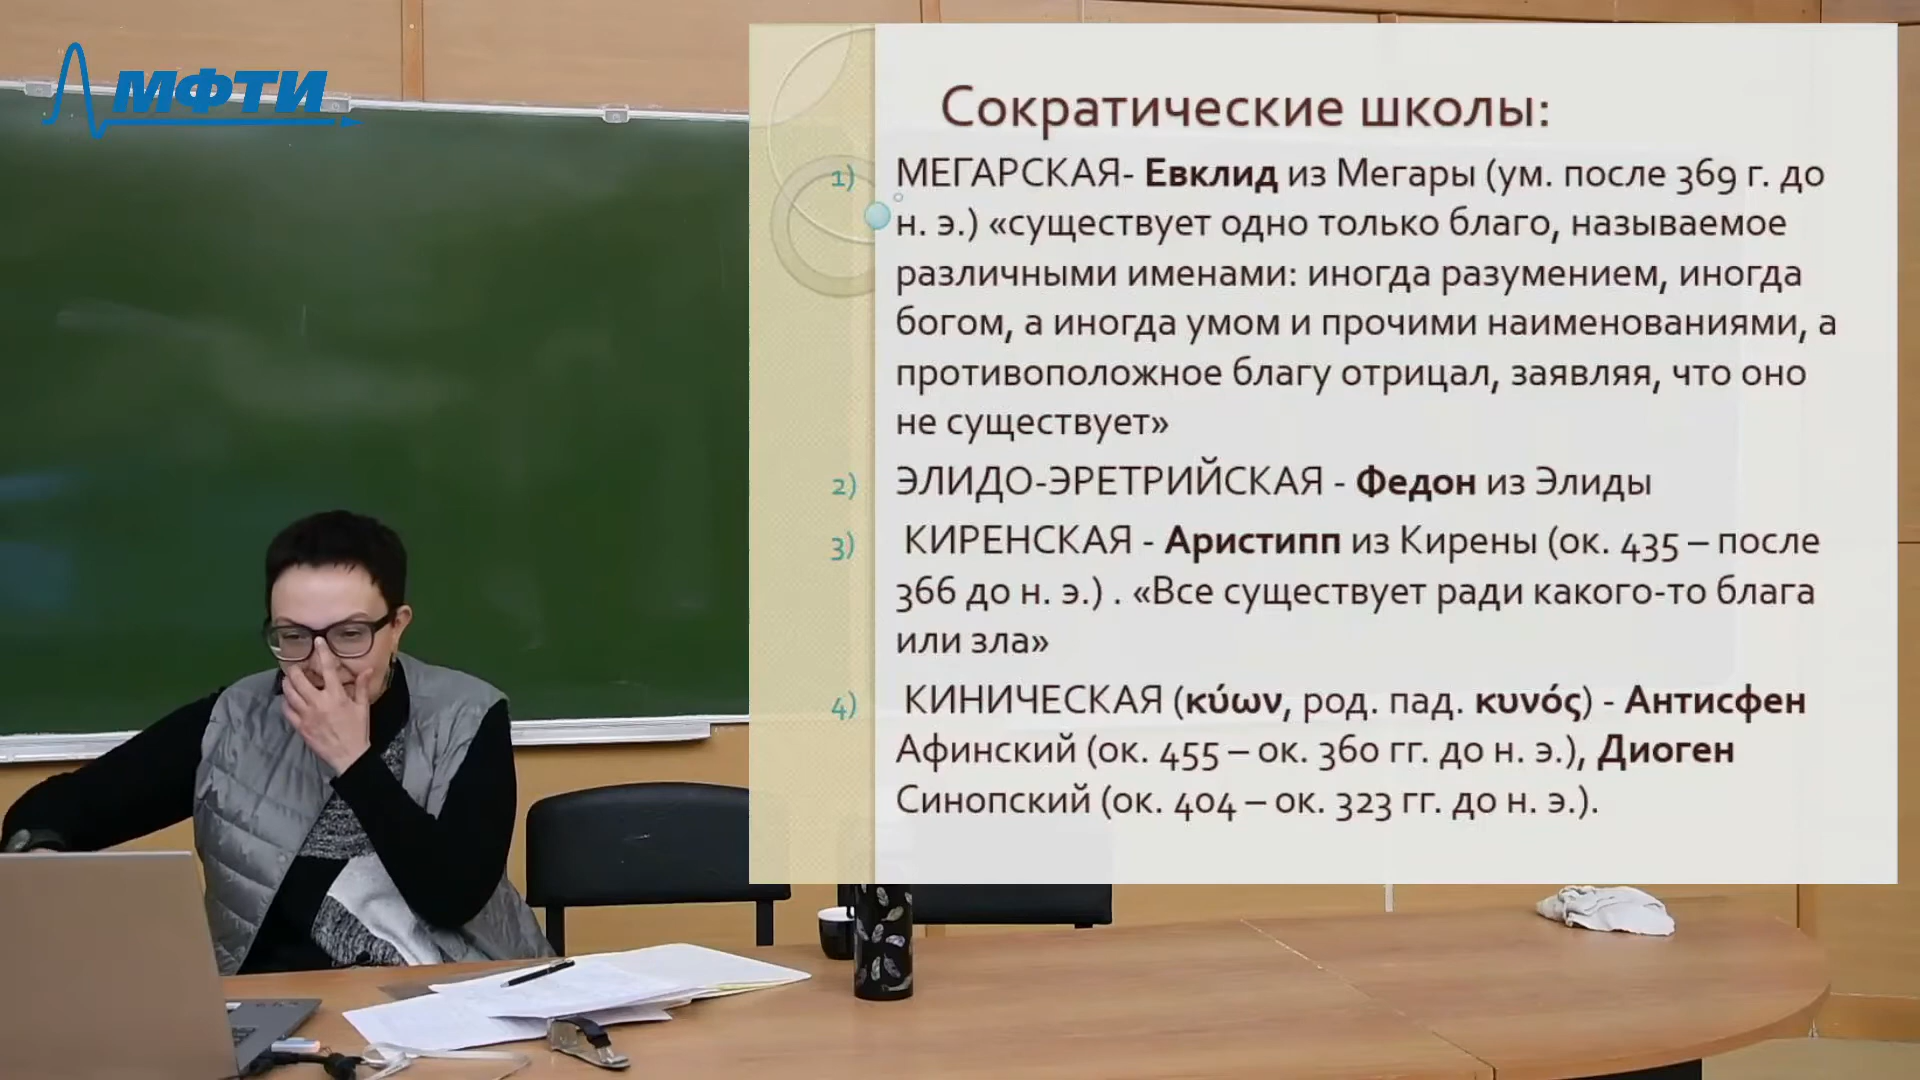 МФТИ
Сократические школы:
1) МЕГАРСКАЯ- Евклид из Мегары (ум. после 369 г. до
н. э.) «существует одно только благо, называемое
различными именами: иногда разумением, иногда
богом, а иногда умом и прочими наименованиями, а
противоположное благу отрицал, заявляя, что оно
не существует»
2) ЭЛИДО-ЭРЕТРИЙСКАЯ - Федон из Элиды
3) КИРЕНСКАЯ - Аристипп из Кирены (ок. 435 – после
366 до н. э.) . «Все существует ради какого-то блага
или зла»
4) КИНИЧЕСКАЯ (κύων, род. пад. κυνός) - Антисфен
Афинский (ок. 455 – ок. 360 гг. до н. э.), Диоген
Синопский (ок. 404 – ок. 323 гг. до н. э.).